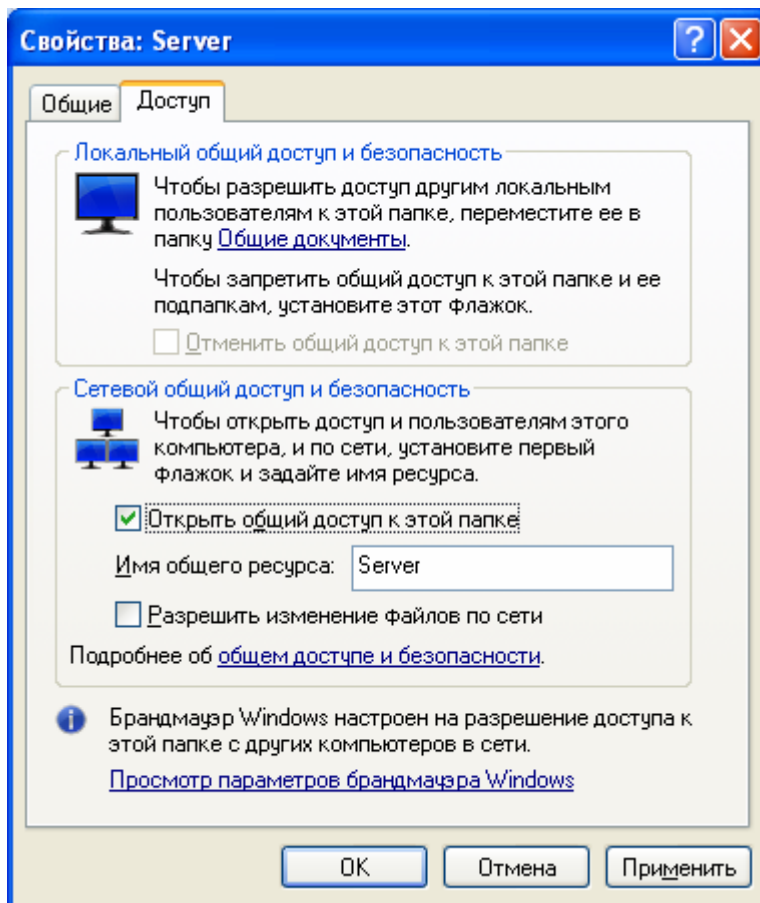 Свойства: Server
Общие
Доступ
Локальный общий доступ и безопасность
Чтобы разрешить доступ другим локальным
пользователям к этой папке, переместите ее в
папку Общие документы.
Чтобы запретить общий доступ к этой папке и ее
подпапкам, установите этот флажок.
Отменить общий доступ к этой папке
Сетевой общий доступ и безопасность
Чтобы открыть доступ и пользователям этого
компьютера, и по сети, установите первый
флажок и задайте имя ресурса.
Открыть общий доступ к этой папке
Имя общего ресурса: Server
Разрешить изменение файлов по сети
Подробнее об общем доступе и безопасности.
Брандмауэр Windows настроен на разрешение доступа к
этой папке с других компьютеров в сети.
Просмотр параметров брандмауэра Windows
OK
Отмена
Применить